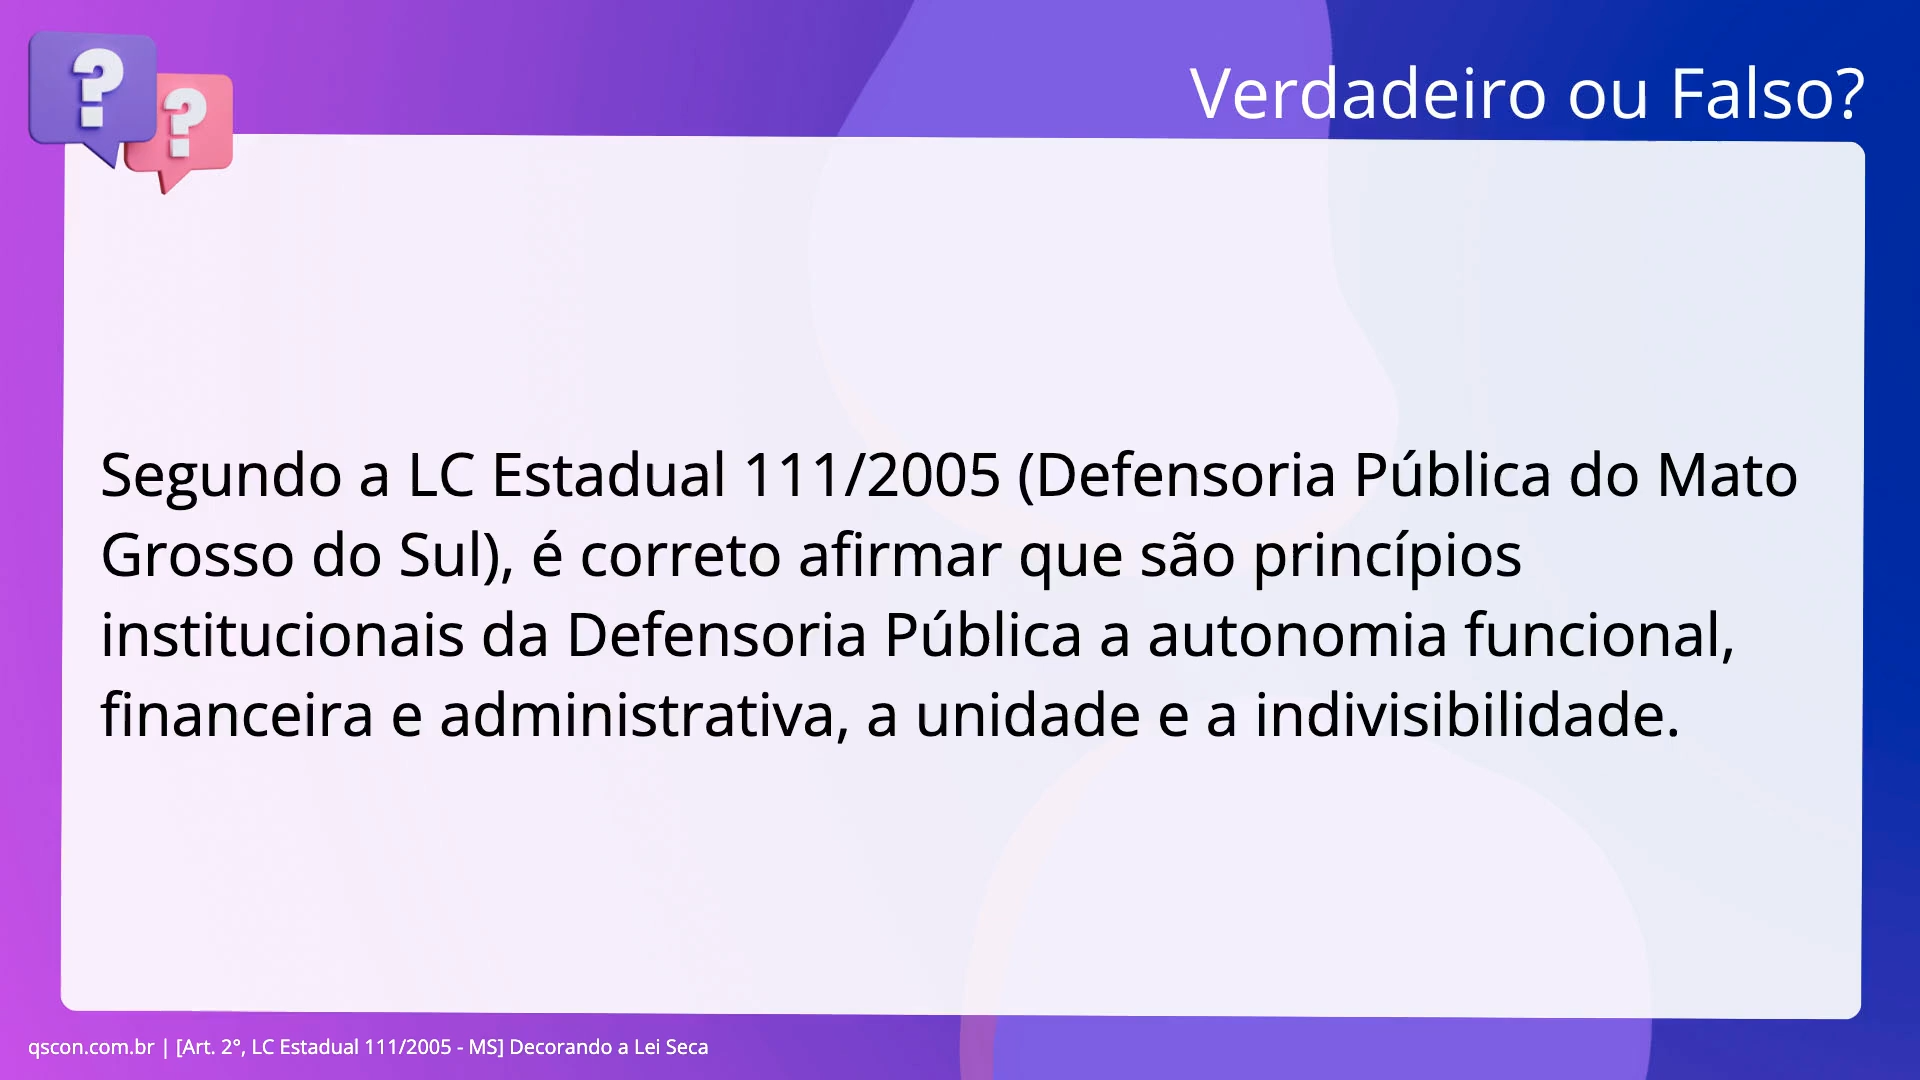 Verdadeiro ou Falso?
Segundo a LC Estadual 111/2005 (Defensoria Pública do Mato
Grosso do Sul), é correto afirmar que são princípios
institucionais da Defensoria Pública a autonomia funcional,
financeira e administrativa, a unidade e a indivisibilidade.
qscon.com.br | [Art. 2°, LC Estadual 111/2005 - MS] Decorando a Lei Seca